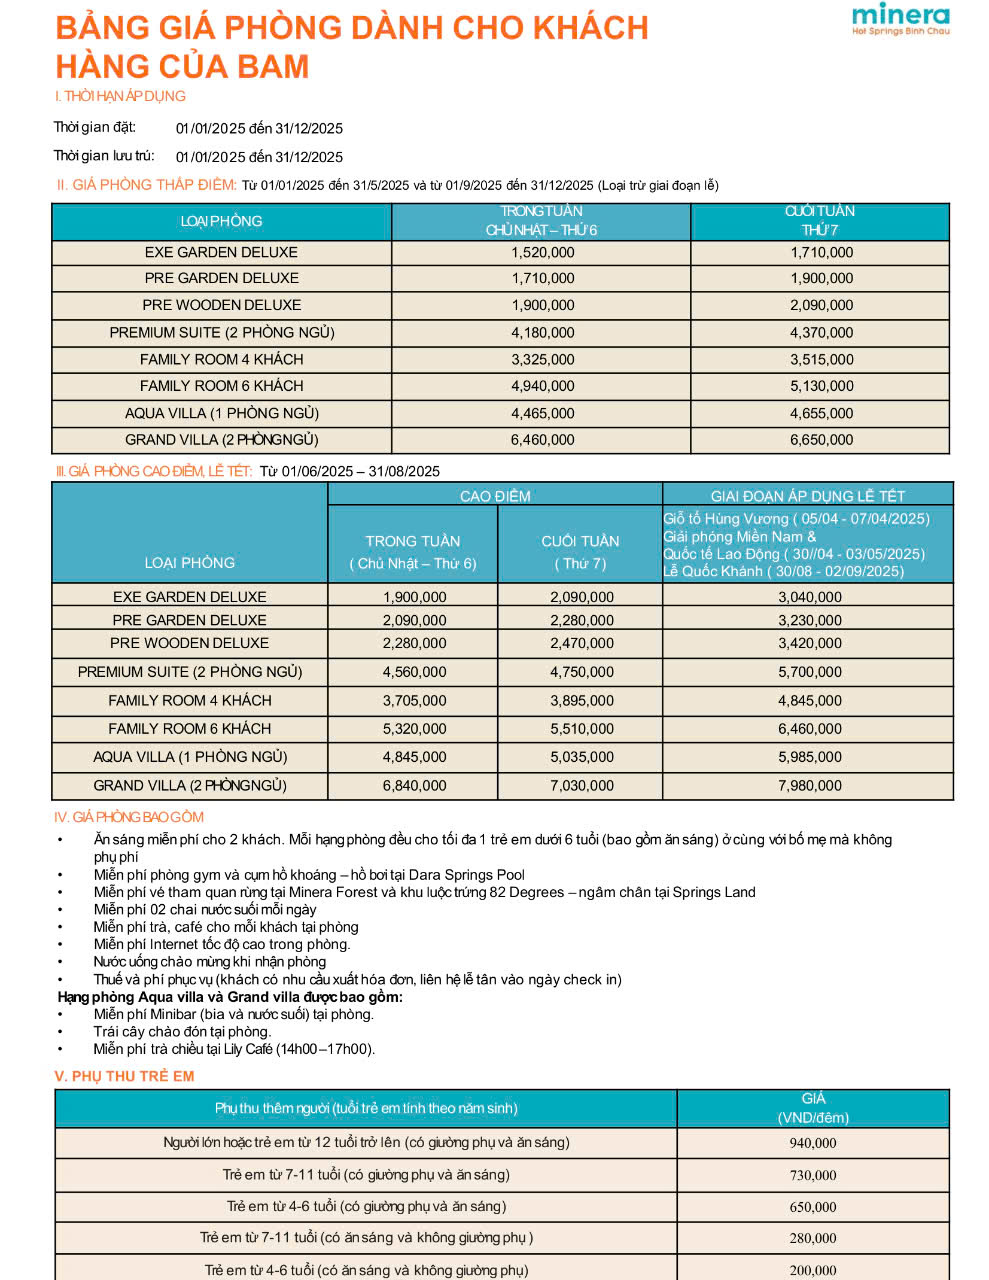 BẢNG GIÁ PHÒNG DÀNH CHO KHÁCH
HÀNG CỦA BAM
minera
Hot Springs Binh Chau
I. THỜI HẠN ÁP DỤNG
Thời gian đặt: 01/01/2025 đến 31/12/2025
Thời gian lưu trú: 01/01/2025 đến 31/12/2025
II. GIÁ PHÒNG THẤP ĐIỂM: Từ 01/01/2025 đến 31/5/2025 và từ 01/9/2025 đến 31/12/2025 (Loại trừ giai đoạn lễ)
LOẠI PHÒNG
TRONG TUẦN
CHỦ NHẬT – THỨ 6
CUỐI TUẦN
THỨ 7
EXE GARDEN DELUXE 1,520,000 1,710,000
PRE GARDEN DELUXE 1,710,000 1,900,000
PRE WOODEN DELUXE 1,900,000 2,090,000
PREMIUM SUITE (2 PHÒNG NGỦ) 4,180,000 4,370,000
FAMILY ROOM 4 KHÁCH 3,325,000 3,515,000
FAMILY ROOM 6 KHÁCH 4,940,000 5,130,000
AQUA VILLA (1 PHÒNG NGỦ) 4,465,000 4,655,000
GRAND VILLA (2 PHÒNG NGỦ) 6,460,000 6,650,000
III. GIÁ PHÒNG CAO ĐIỂM, LỄ TẾT: Từ 01/06/2025 – 31/08/2025
LOẠI PHÒNG
CAO ĐIỂM
TRONG TUẦN
( Chủ Nhật – Thứ 6)
CUỐI TUẦN
( Thứ 7)
GIAI ĐOẠN ÁP DỤNG LỄ TẾT
Giỗ tổ Hùng Vương ( 05/04 - 07/04/2025)
Giải phóng Miền Nam &
Quốc tế Lao Động ( 30//04 - 03/05/2025)
Lễ Quốc Khánh ( 30/08 - 02/09/2025)
EXE GARDEN DELUXE 1,900,000 2,090,000 3,040,000
PRE GARDEN DELUXE 2,090,000 2,280,000 3,230,000
PRE WOODEN DELUXE 2,280,000 2,470,000 3,420,000
PREMIUM SUITE (2 PHÒNG NGỦ) 4,560,000 4,750,000 5,700,000
FAMILY ROOM 4 KHÁCH 3,705,000 3,895,000 4,845,000
FAMILY ROOM 6 KHÁCH 5,320,000 5,510,000 6,460,000
AQUA VILLA (1 PHÒNG NGỦ) 4,845,000 5,035,000 5,985,000
GRAND VILLA (2 PHÒNG NGỦ) 6,840,000 7,030,000 7,980,000
IV. GIÁ PHÒNG BAO GỒM
• Ăn sáng miễn phí cho 2 khách. Mỗi hạng phòng đều cho tối đa 1 trẻ em dưới 6 tuổi (bao gồm ăn sáng) ở cùng với bố mẹ mà không
phụ phí
• Miễn phí phòng gym và cụm hồ khoáng – hồ bơi tại Dara Springs Pool
• Miễn phí vé tham quan rừng tại Minera Forest và khu luộc trứng 82 Degrees – ngâm chân tại Springs Land
• Miễn phí 02 chai nước suối mỗi ngày
• Miễn phí trà, café cho mỗi khách tại phòng
• Miễn phí Internet tốc độ cao trong phòng.
• Nước uống chào mừng khi nhận phòng
• Thuế và phí phục vụ (khách có nhu cầu xuất hóa đơn, liên hệ lễ tân vào ngày check in)
Hạng phòng Aqua villa và Grand villa được bao gồm:
• Miễn phí Minibar (bia và nước suối) tại phòng.
• Trái cây chào đón tại phòng.
• Miễn phí trà chiều tại Lily Café (14h00 –17h00).
V. PHỤ THU TRẺ EM
Phụ thu thêm người (tuổi trẻ em tính theo năm sinh)
GIÁ
(VND/đêm)
Người lớn hoặc trẻ em từ 12 tuổi trở lên (có giường phụ và ăn sáng) 940,000
Trẻ em từ 7-11 tuổi (có giường phụ và ăn sáng) 730,000
Trẻ em từ 4-6 tuổi (có giường phụ và ăn sáng) 650,000
Trẻ em từ 7-11 tuổi (có ăn sáng và không giường phụ ) 280,000
Trẻ em từ 4-6 tuổi (có ăn sáng và không giường phụ) 200,000